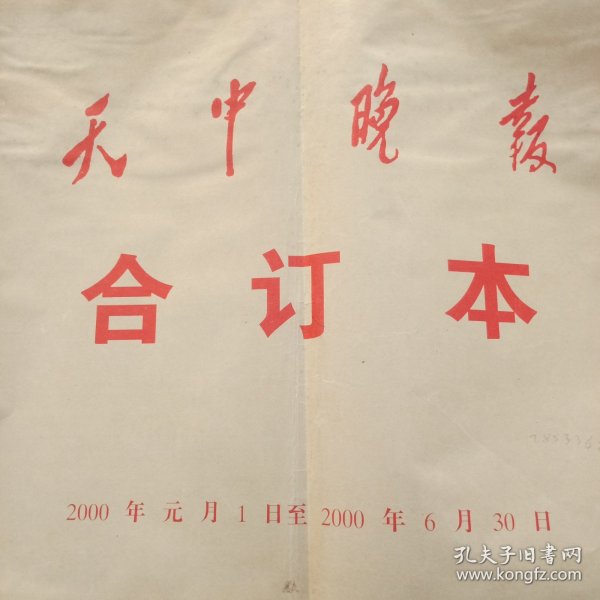 天中晚报
合订本
2000年元月1日至2000年6月30日
孔夫子旧书网
www.kongfz.com